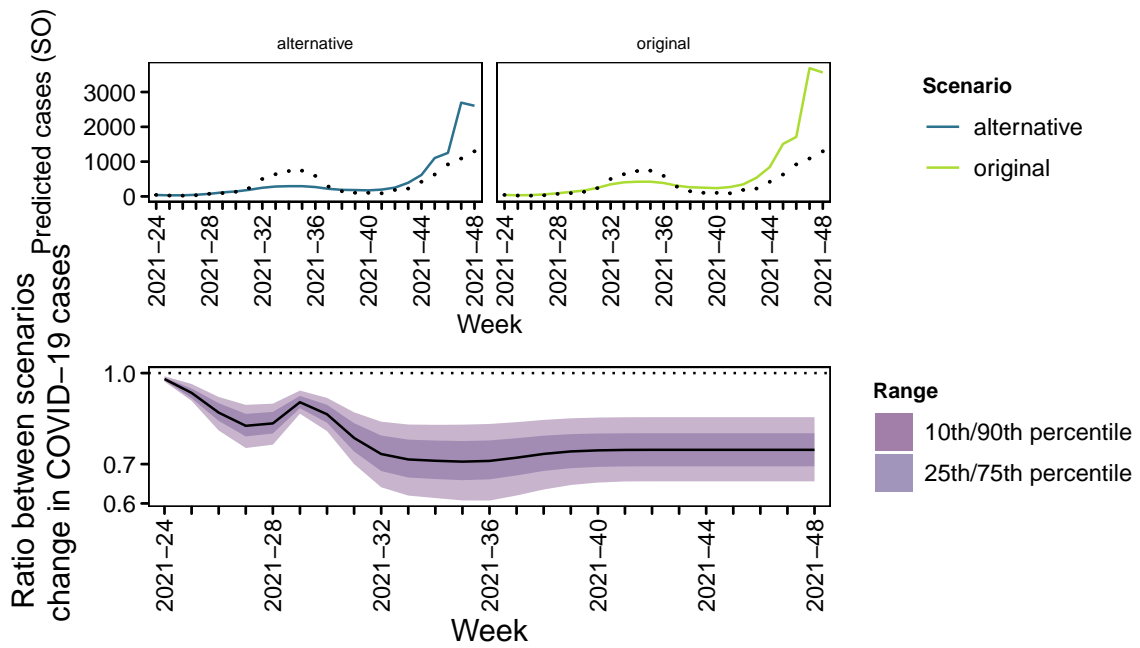 alternative
original
Predicted cases (SO)
3000
2000
1000
0
2021−24
2021−28
2021−32
2021−36
2021−40
2021−44
2021−48
2021−24
2021−28
2021−32
2021−36
2021−40
2021−44
2021−48
Week
Scenario
alternative
original
Ratio between scenarios
change in COVID−19 cases
1.0
0.7
0.6
2021−24
2021−28
2021−32
2021−36
2021−40
2021−44
2021−48
Week
Range
10th/90th percentile
25th/75th percentile